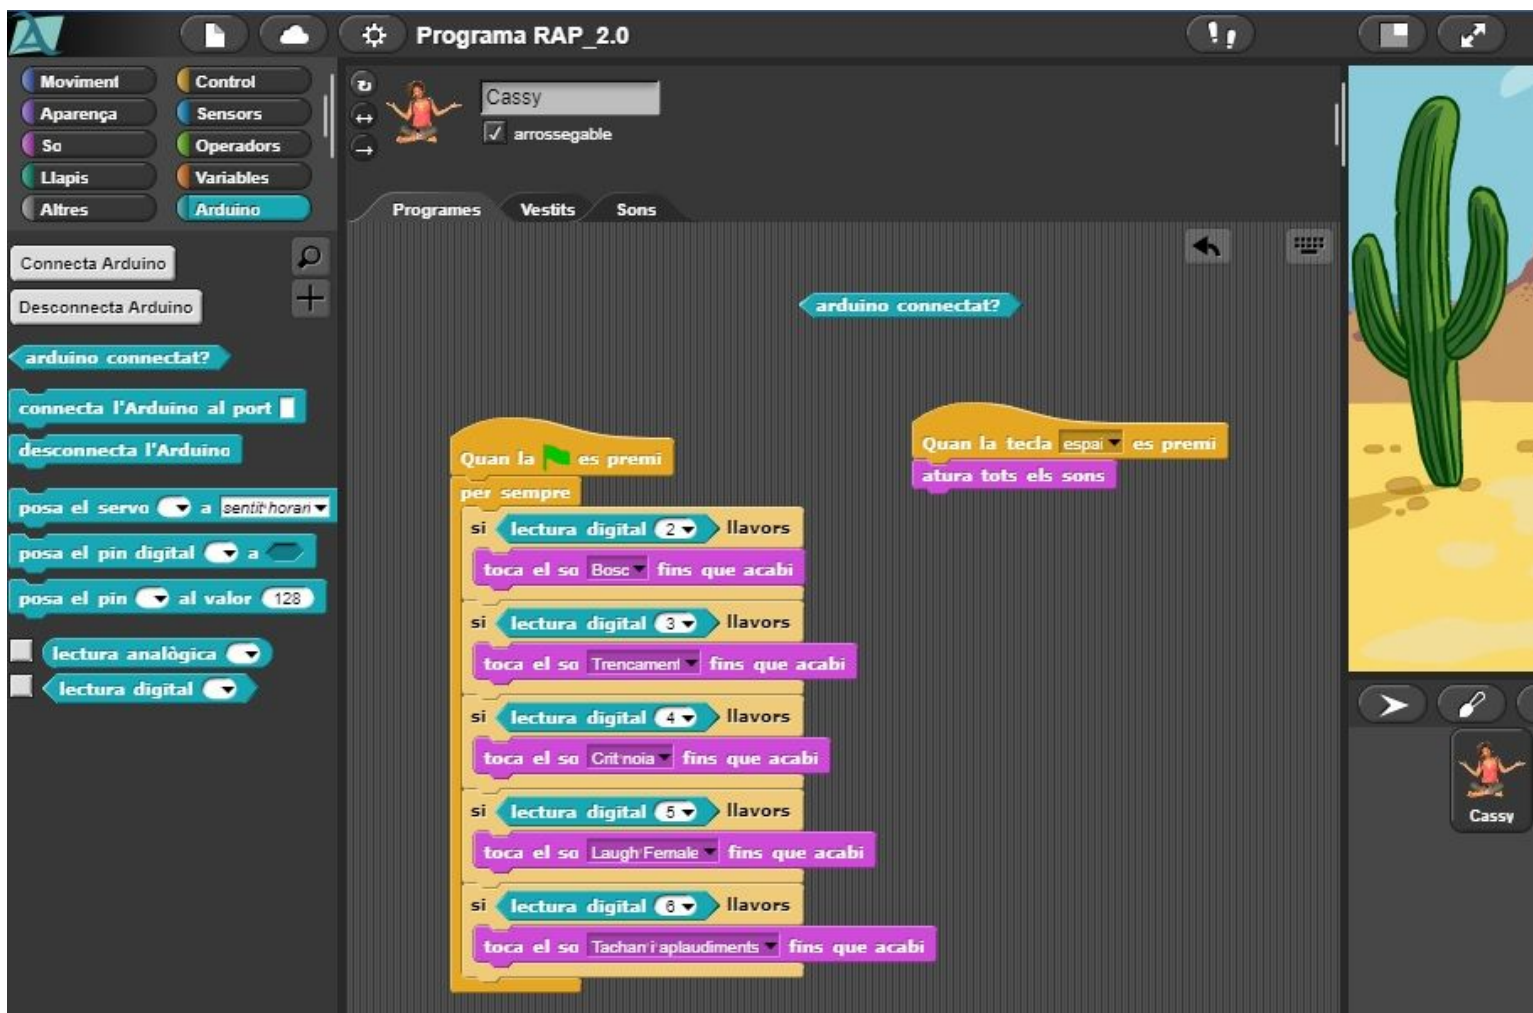 Programa RAP_2.0
Moviment
Control
Aparença
Sensors
So
Operadors
Llapis
Variables
Altres
Arduino
Connecta Arduino
Desconnecta Arduino
arduino connectat?
connecta l'Arduino al port
desconnecta l'Arduino
posa el servo a sentit horari
posa el pin digital a
posa el pin al valor 128
lectura analògica
lectura digital
Cassy
arrossegable
Programes
Vestits
Sons
arduino connectat?
Quan la es premi
per sempre
si lectura digital 2 llavors
toca el so Bosc fins que acabi
si lectura digital 3 llavors
toca el so Trencament fins que acabi
si lectura digital 4 llavors
toca el so Crit noia fins que acabi
si lectura digital 5 llavors
toca el so Laugh Female fins que acabi
si lectura digital 6 llavors
toca el so Tachan i aplaudiments fins que acabi
Quan la tecla espai es premi
atura tots els sons
Cassy